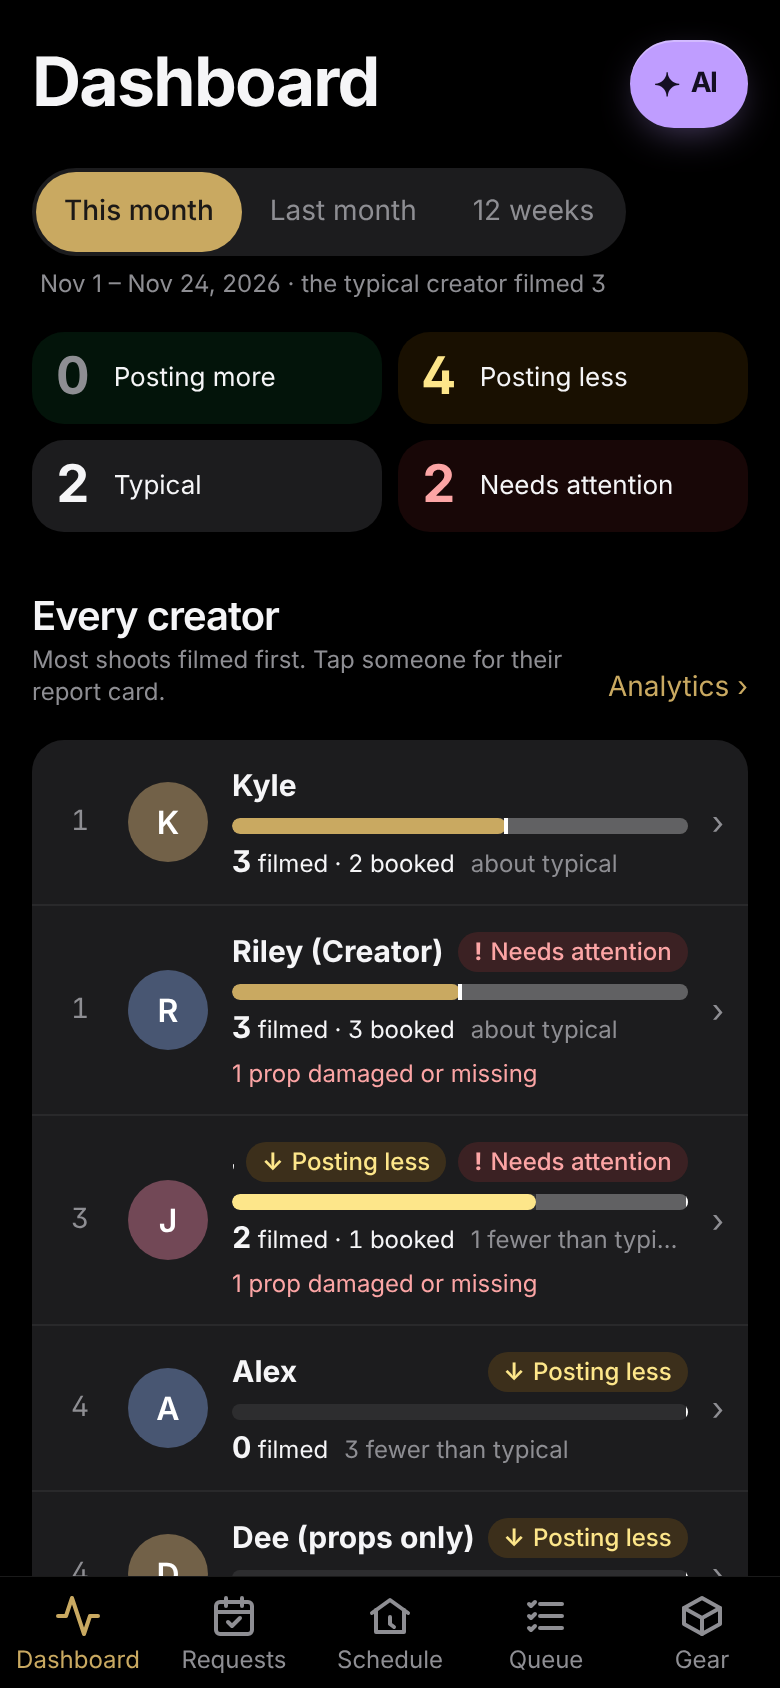 Dashboard
AI
This month
Last month
12 weeks
Nov 1 – Nov 24, 2026 · the typical creator filmed 3
0 Posting more
4 Posting less
2 Typical
2 Needs attention
Every creator
Most shoots filmed first. Tap someone for their
report card.
Analytics ›
1
K
Kyle
3 filmed · 2 booked about typical
1
R
Riley (Creator)
! Needs attention
3 filmed · 3 booked about typical
1 prop damaged or missing
3
J
↓ Posting less
! Needs attention
2 filmed · 1 booked 1 fewer than typi...
1 prop damaged or missing
4
A
Alex
↓ Posting less
0 filmed 3 fewer than typical
4
D
Dee (props only)
↓ Posting less
Dashboard
Requests
Schedule
Queue
Gear